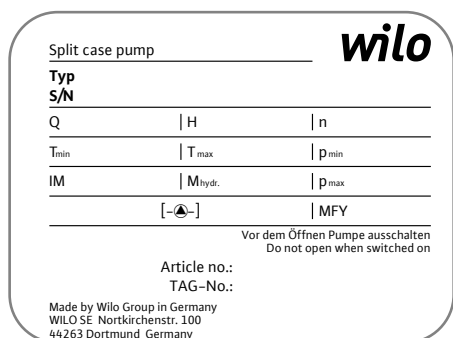 Split case pump wilo
Typ
S/N
Q | H | n
Tmin | Tmax | pmin
IM | Mhydr. | pmax
[-▲-] | MFY
Vor dem Öffnen Pumpe ausschalten
Do not open when switched on
Article no.:
TAG-No.:
Made by Wilo Group in Germany
WILO SE Nortkirchenstr. 100
44263 Dortmund Germany